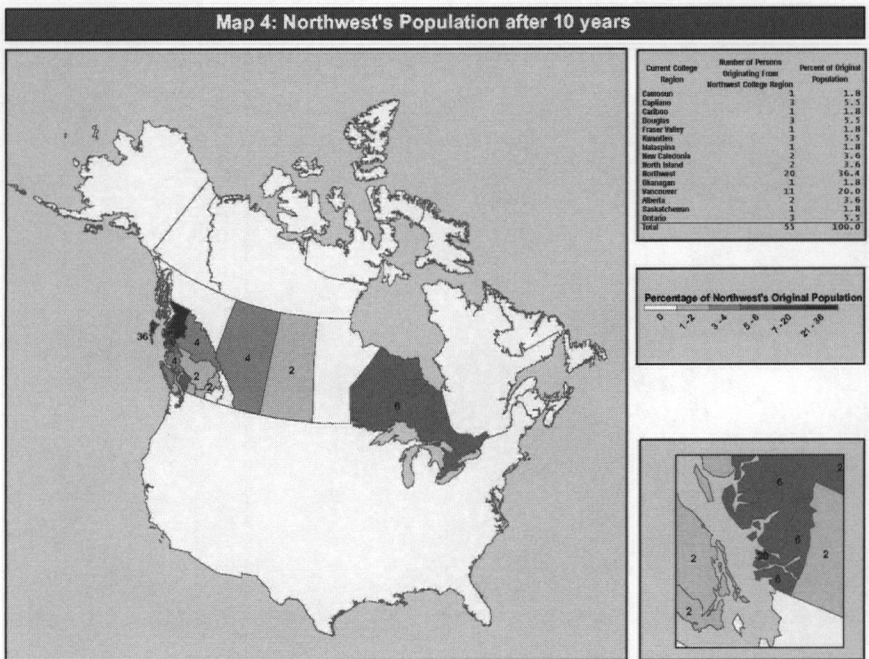 Map 4: Northwest's Population after 10 years
Current College Region Number of Persons Originating From Northwest College Region Percent of Original Population
Camosun 1 1.8
Capilano 3 5.5
Cariboo 1 1.8
Douglas 3 5.5
Fraser Valley 1 1.8
Kwantlen 3 5.5
Malaspina 1 1.8
New Caledonia 2 3.6
North Island 2 3.6
Northwest 20 36.4
Okanagan 1 1.8
Vancouver 11 20.0
Alberta 2 3.6
Saskatchewan 1 1.8
Ontario 3 5.5
Total 55 100.0
Percentage of Northwest's Original Population
0 1 - 2 3 - 4 5 - 6 7 - 20 21 - 36
36
4
4
4
2
2
2
6
2
6
6
2
2
20
6
2